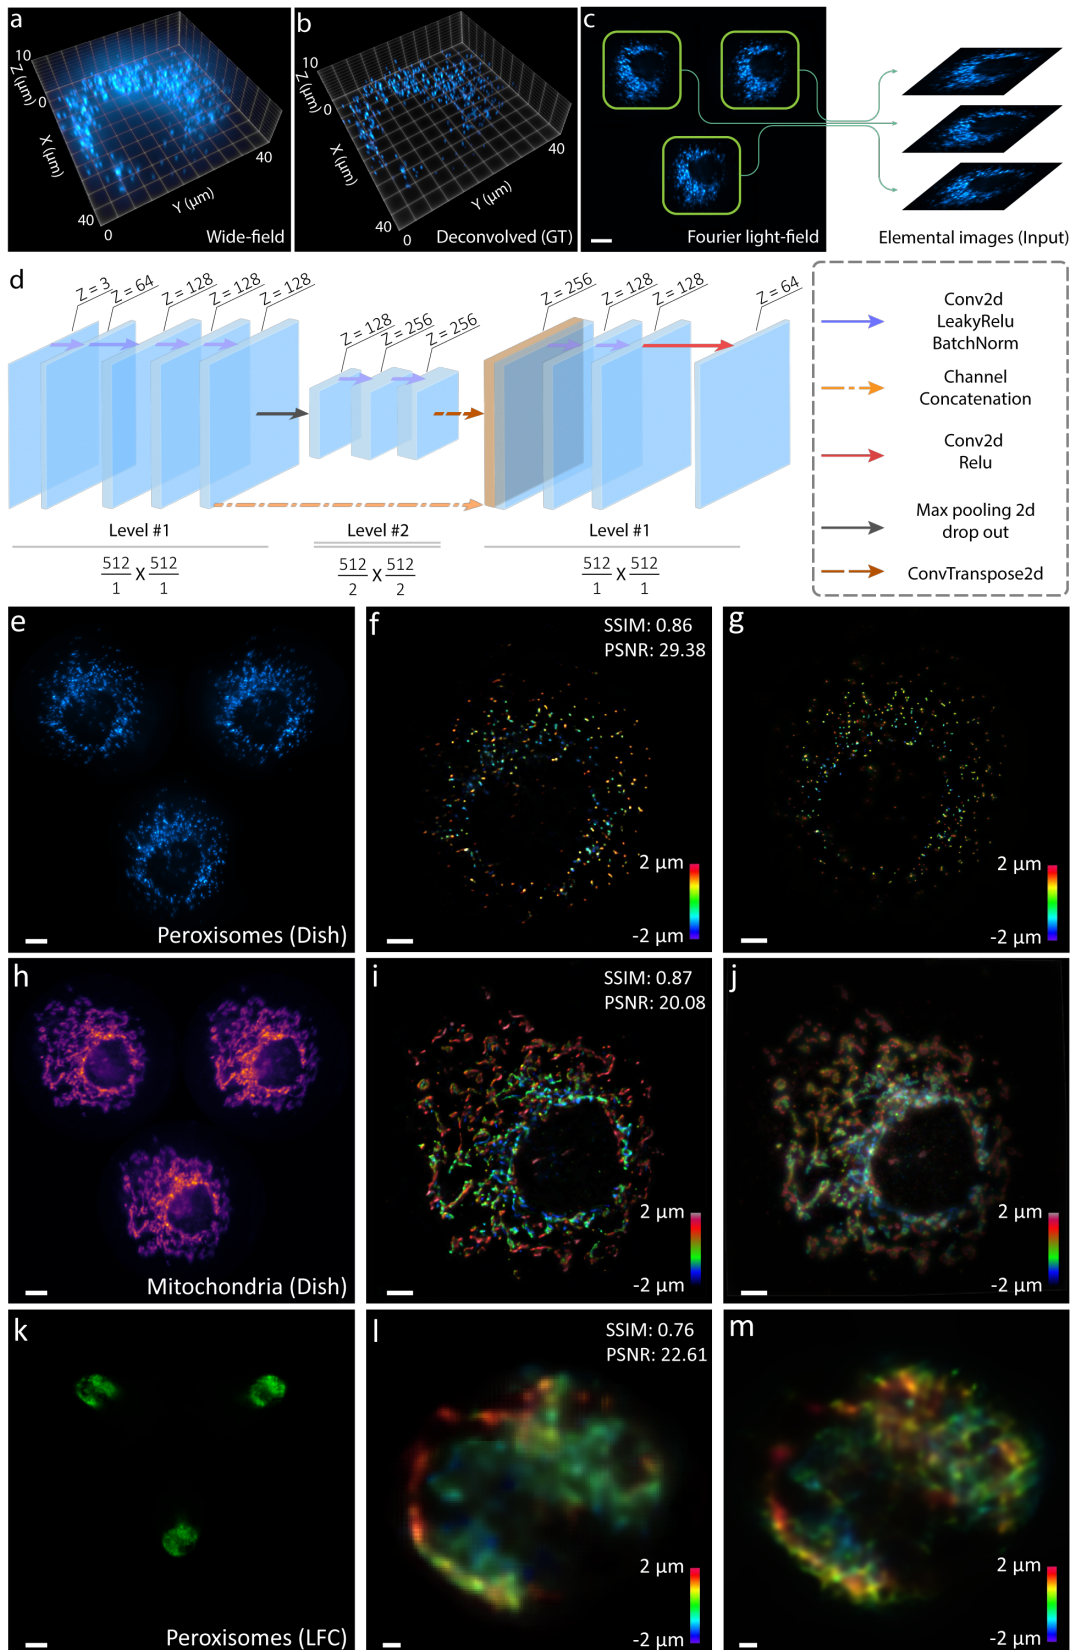 a
10
Z (μm)
0
X (μm)
40
0
Y (μm)
40
Wide-field
b
10
Z (μm)
0
X (μm)
40
0
Y (μm)
40
Deconvolved (GT)
c
Fourier light-field
Elemental images (Input)
d
Z = 3
Z = 64
Z = 128
Z = 128
Z = 128
Z = 128
Z = 256
Z = 256
Z = 256
Z = 128
Z = 128
Z = 64
Level #1
512/1 X 512/1
Level #2
512/2 X 512/2
Level #1
512/1 X 512/1
Conv2d
LeakyRelu
BatchNorm
Channel
Concatenation
Conv2d
Relu
Max pooling 2d
drop out
ConvTranspose2d
e
Peroxisomes (Dish)
f
SSIM: 0.86
PSNR: 29.38
2 μm
-2 μm
g
2 μm
-2 μm
h
Mitochondria (Dish)
i
SSIM: 0.87
PSNR: 20.08
2 μm
-2 μm
j
2 μm
-2 μm
k
Peroxisomes (LFC)
l
SSIM: 0.76
PSNR: 22.61
2 μm
-2 μm
m
2 μm
-2 μm